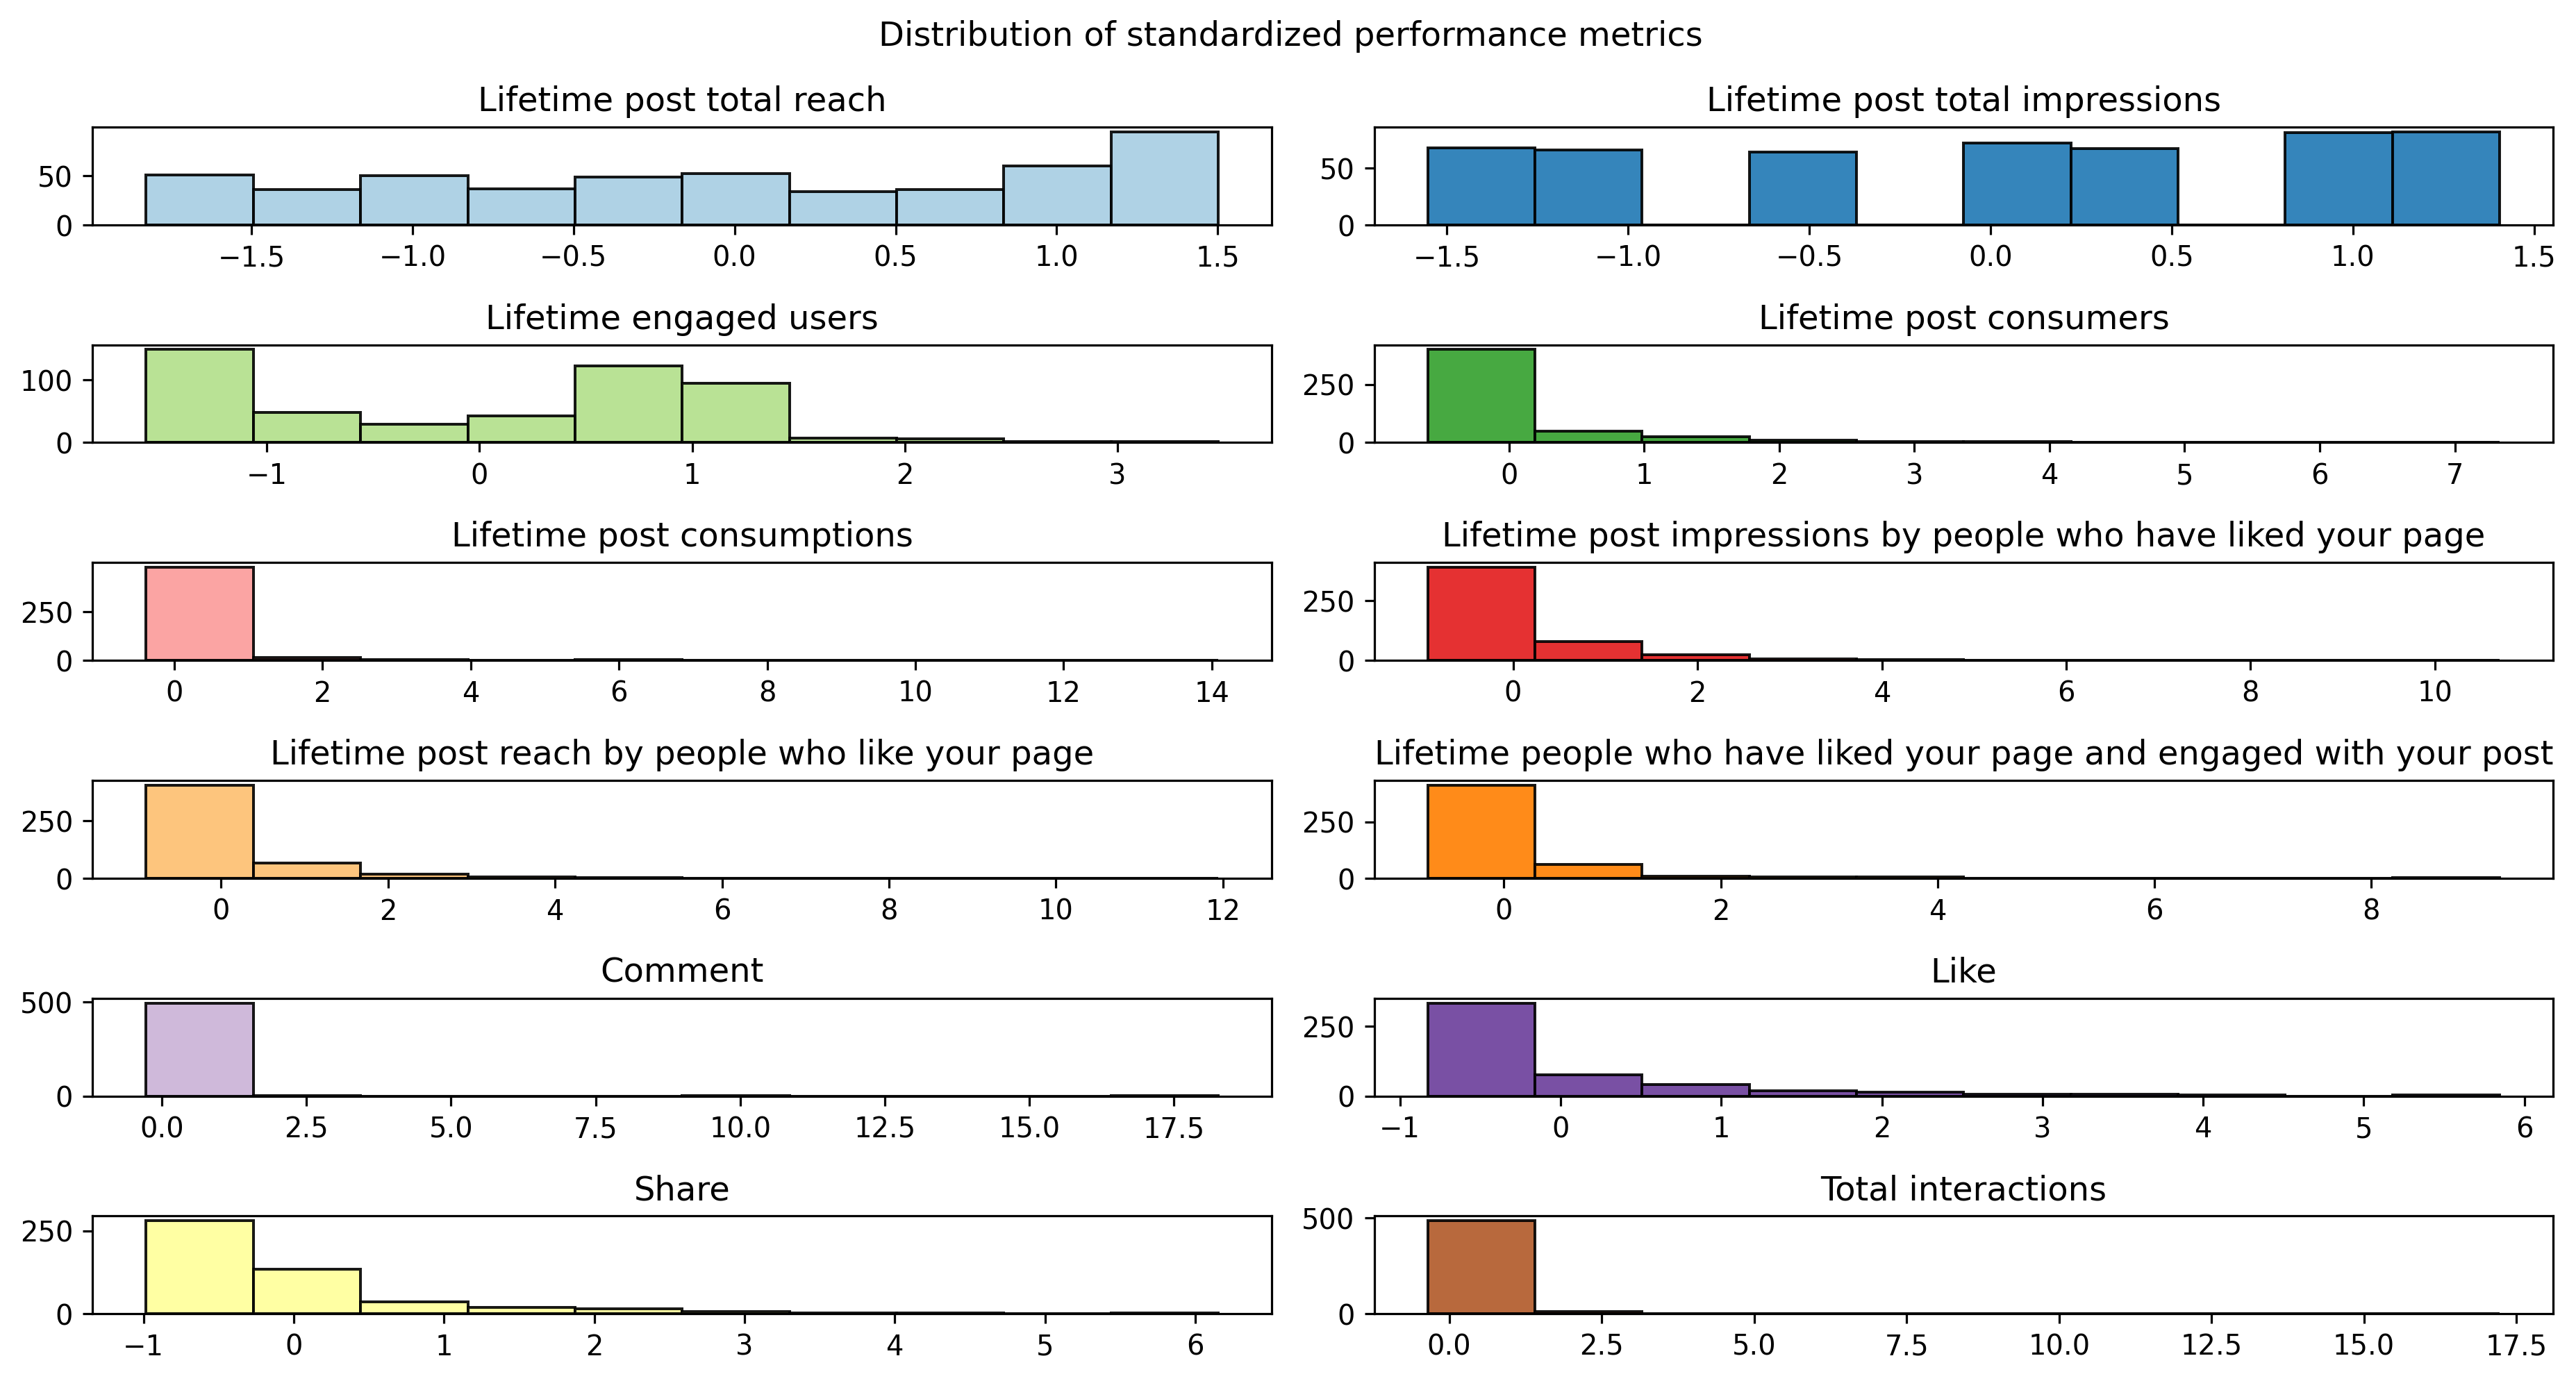 Distribution of standardized performance metrics
Lifetime post total reach
50
0
−1.5 −1.0 −0.5 0.0 0.5 1.0 1.5
Lifetime post total impressions
50
0
−1.5 −1.0 −0.5 0.0 0.5 1.0 1.5
Lifetime engaged users
100
0
−1 0 1 2 3
Lifetime post consumers
250
0
0 1 2 3 4 5 6 7
Lifetime post consumptions
250
0
0 2 4 6 8 10 12 14
Lifetime post impressions by people who have liked your page
250
0
0 2 4 6 8 10
Lifetime post reach by people who like your page
250
0
0 2 4 6 8 10 12
Lifetime people who have liked your page and engaged with your post
250
0
0 2 4 6 8
Comment
500
0
0.0 2.5 5.0 7.5 10.0 12.5 15.0 17.5
Like
250
0
−1 0 1 2 3 4 5 6
Share
250
0
−1 0 1 2 3 4 5 6
Total interactions
500
0
0.0 2.5 5.0 7.5 10.0 12.5 15.0 17.5